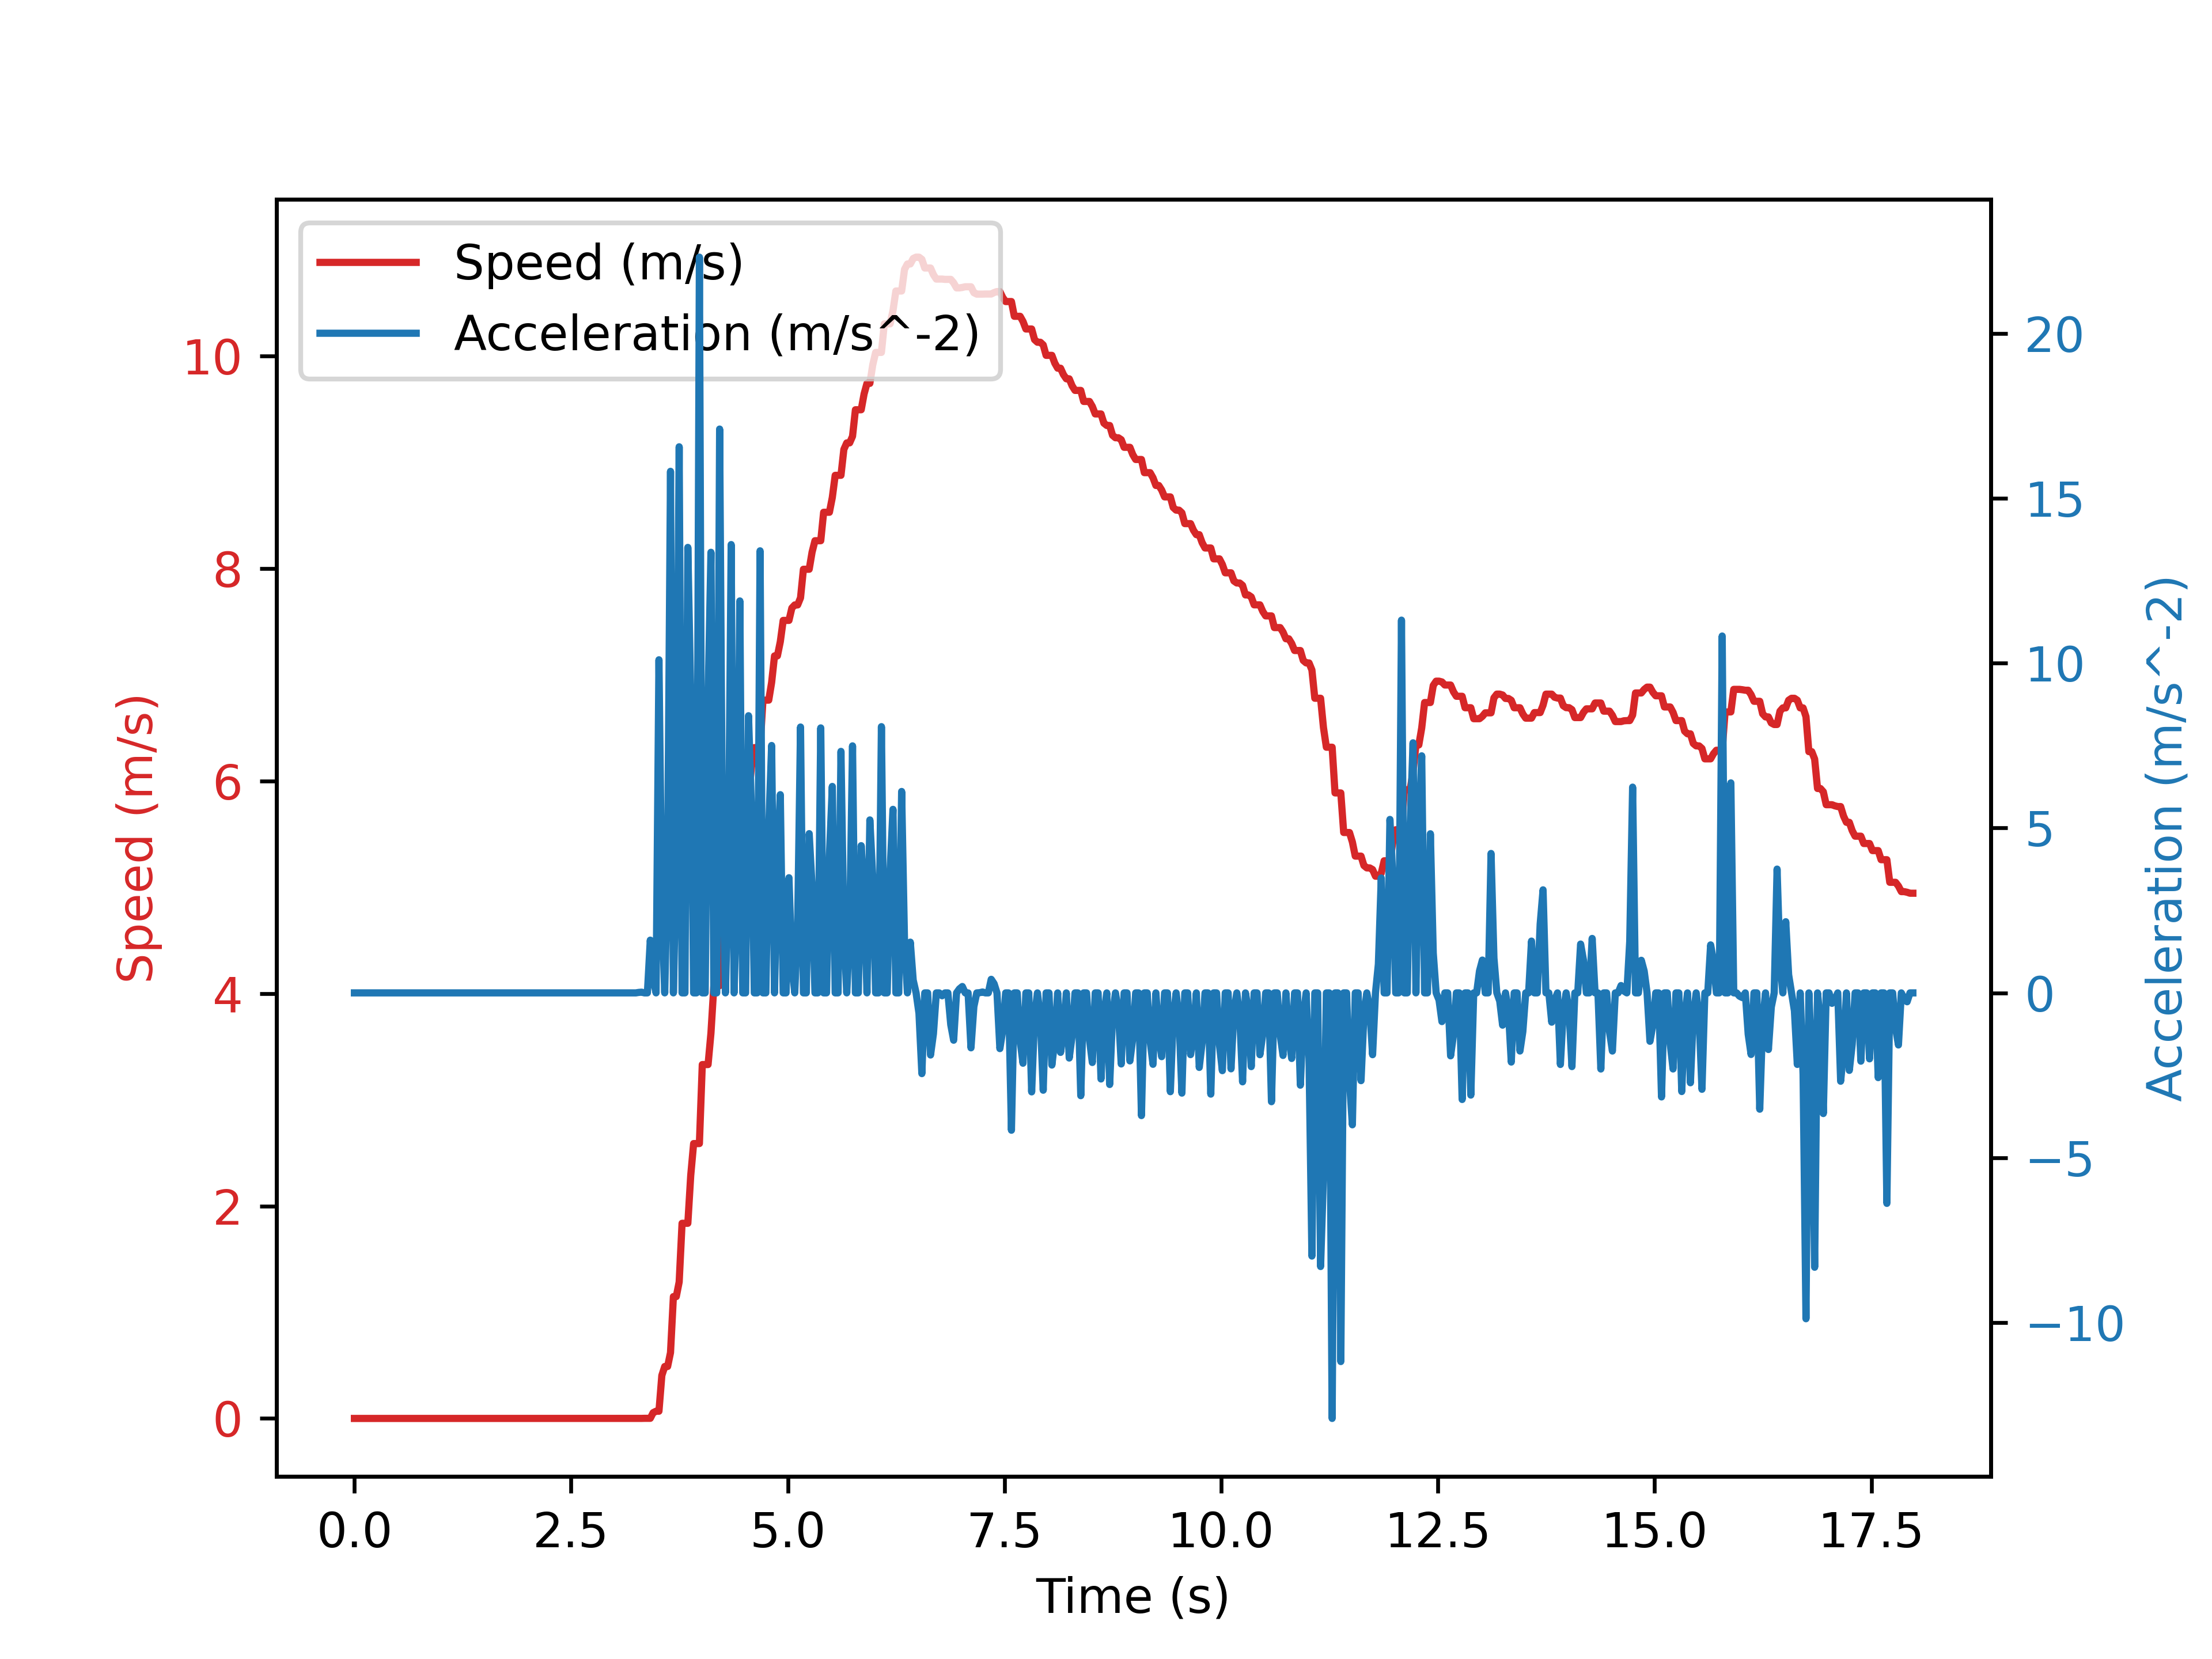 Speed (m/s)
Acceleration (m/s^-2)
10
8
6
4
2
0
Speed (m/s)
20
15
10
5
0
−5
−10
Acceleration (m/s^-2)
0.0 2.5 5.0 7.5 10.0 12.5 15.0 17.5
Time (s)